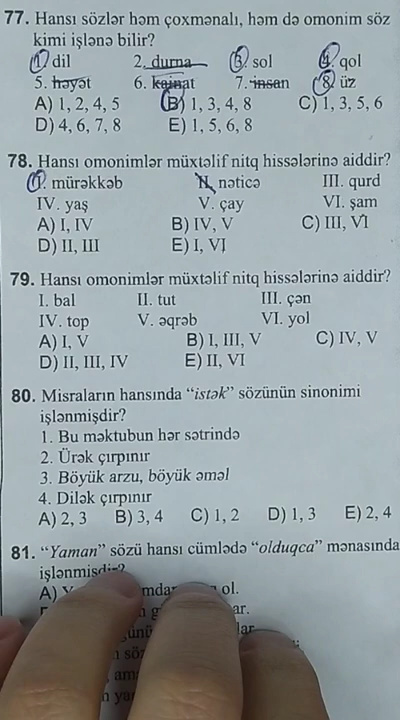 77. Hansı sözlər həm çoxmənalı, həm də omonim söz
kimi işlənə bilir?
1. dil 2. durna 3. sol 4. qol
5. həyət 6. kainat 7. insan 8. üz
A) 1, 2, 4, 5 B) 1, 3, 4, 8 C) 1, 3, 5, 6
D) 4, 6, 7, 8 E) 1, 5, 6, 8
78. Hansı omonimlər müxtəlif nitq hissələrinə aiddir?
I. mürəkkəb II. nəticə III. qurd
IV. yaş V. çay VI. şam
A) I, IV B) IV, V C) III, VI
D) II, III E) I, VI
79. Hansı omonimlər müxtəlif nitq hissələrinə aiddir?
I. bal II. tut III. çən
IV. top V. əqrəb VI. yol
A) I, V B) I, III, V C) IV, V
D) II, III, IV E) II, VI
80. Misraların hansında "istək" sözünün sinonimi
işlənmişdir?
1. Bu məktubun hər sətrində
2. Ürək çırpınır
3. Böyük arzu, böyük əməl
4. Dilək çırpınır
A) 2, 3 B) 3, 4 C) 1, 2 D) 1, 3 E) 2, 4
81. "Yaman" sözü hansı cümlədə "olduqca" mənasında
işlənmişdir?
A) ol.